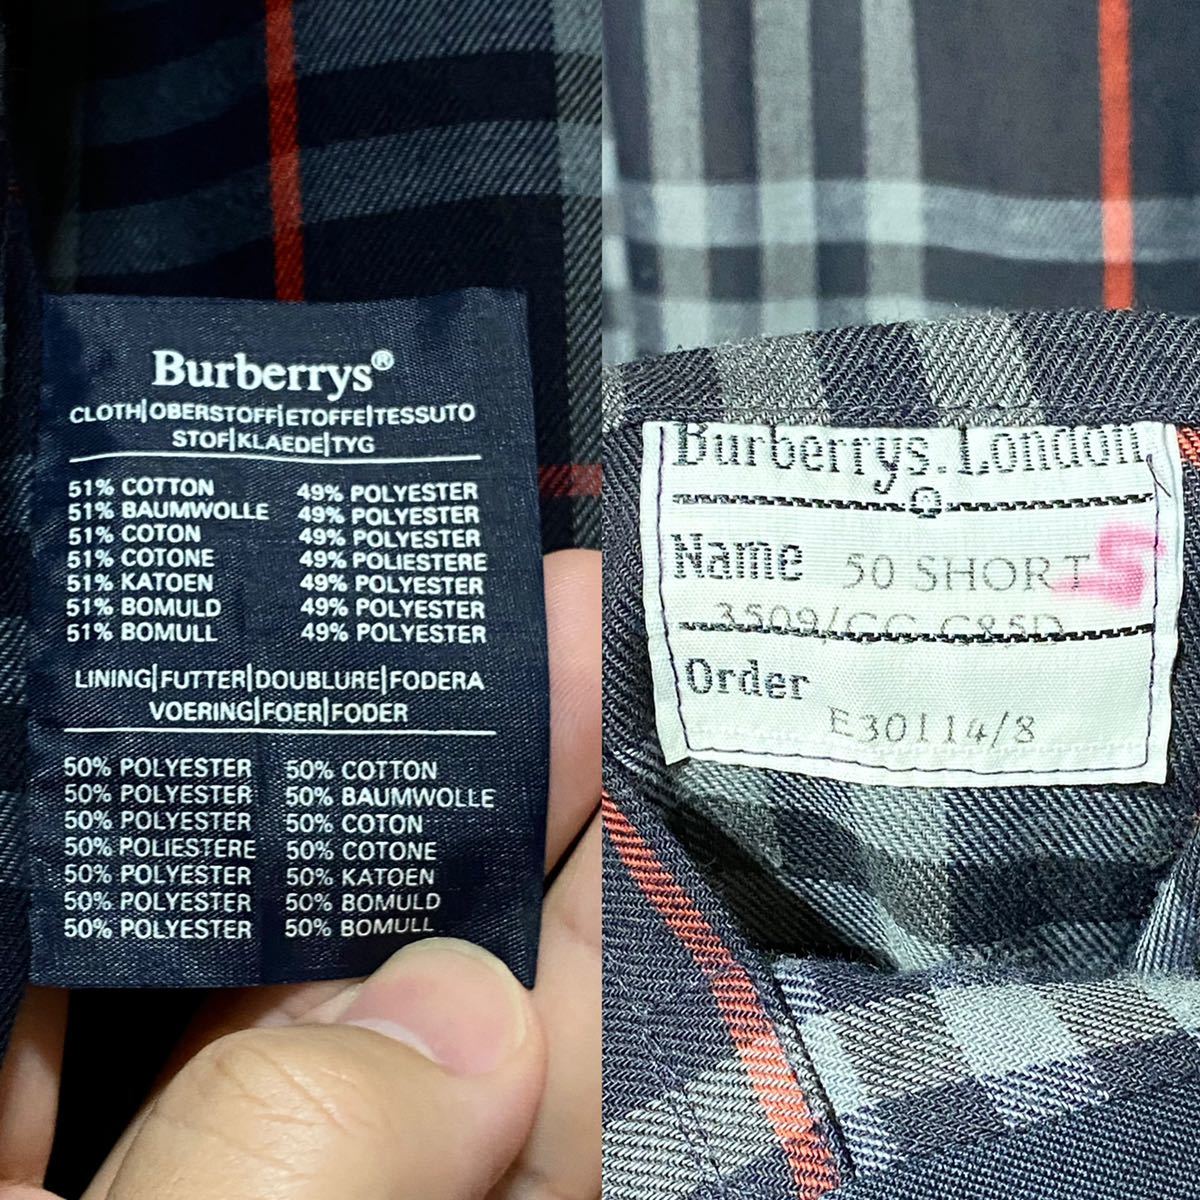 Burberrys®
CLOTH|OBERSTOFF|ETOFFE|TESSUTO
STOF|KLAEDE|TYG
51% COTTON 49% POLYESTER
51% BAUMWOLLE 49% POLYESTER
51% COTON 49% POLYESTER
51% COTONE 49% POLIESTERE
51% KATOEN 49% POLYESTER
51% BOMULD 49% POLYESTER
51% BOMULL 49% POLYESTER
LINING|FUTTER|DOUBLURE|FODERA
VOERING|FOER|FODER
50% POLYESTER 50% COTTON
50% POLYESTER 50% BAUMWOLLE
50% POLYESTER 50% COTON
50% POLIESTERE 50% COTONE
50% POLYESTER 50% KATOEN
50% POLYESTER 50% BOMULD
50% POLYESTER 50% BOMULL
Burberrys. London
Name 50 SHORT
3509/CC C85D
Order
E30114/8